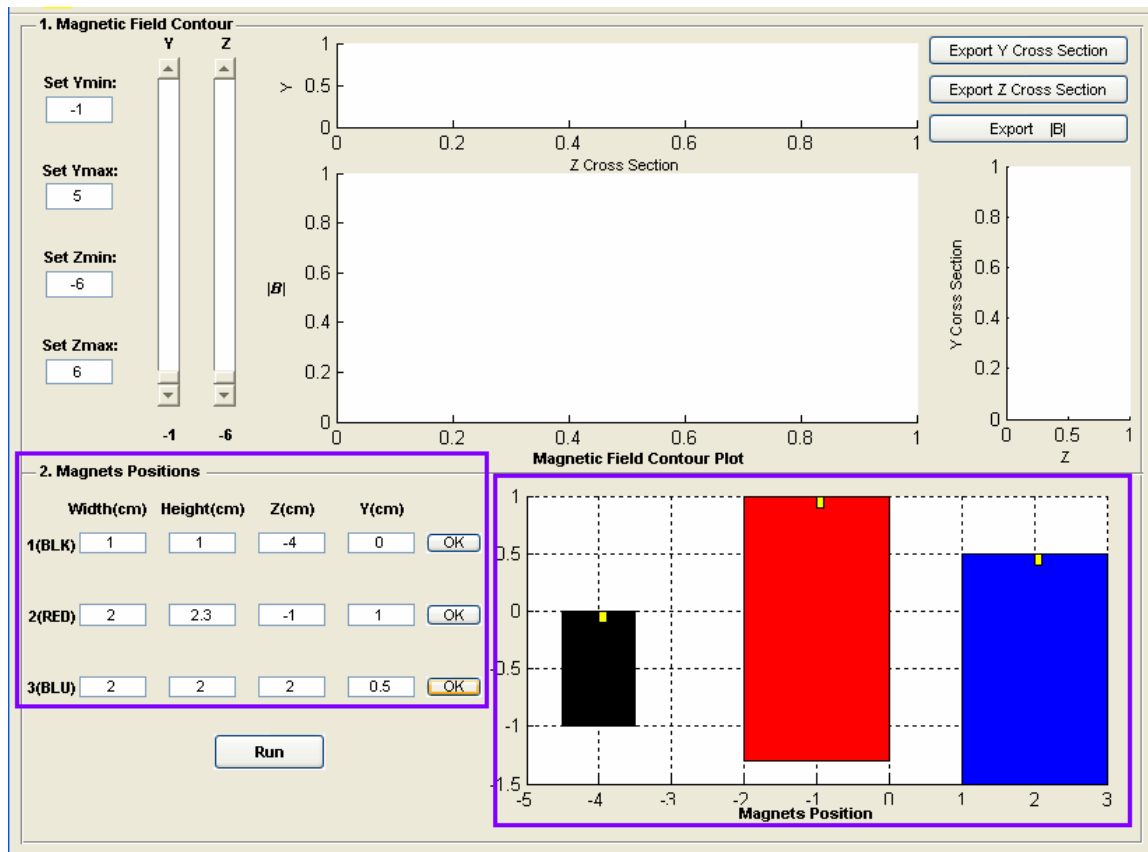 1. Magnetic Field Contour
Y Z
Set Ymin:
-1
Set Ymax:
5
Set Zmin:
-6
Set Zmax:
6
-1 -6
Y
1
0.5
0
0 0.2 0.4 0.6 0.8 1
Z Cross Section
|B|
1
0.8
0.6
0.4
0.2
0
0 0.2 0.4 0.6 0.8 1
Magnetic Field Contour Plot
Export Y Cross Section
Export Z Cross Section
Export |B|
Y Corss Section
1
0.8
0.6
0.4
0.2
0
0 0.5 1
Z
2. Magnets Positions
Width(cm) Height(cm) Z(cm) Y(cm)
1(BLK) 1 1 -4 0 OK
2(RED) 2 2.3 -1 1 OK
3(BLU) 2 2 2 0.5 OK
Run
1
0.5
0
-0.5
-1
-1.5
-5 -4 -3 -2 -1 0 1 2 3
Magnets Position